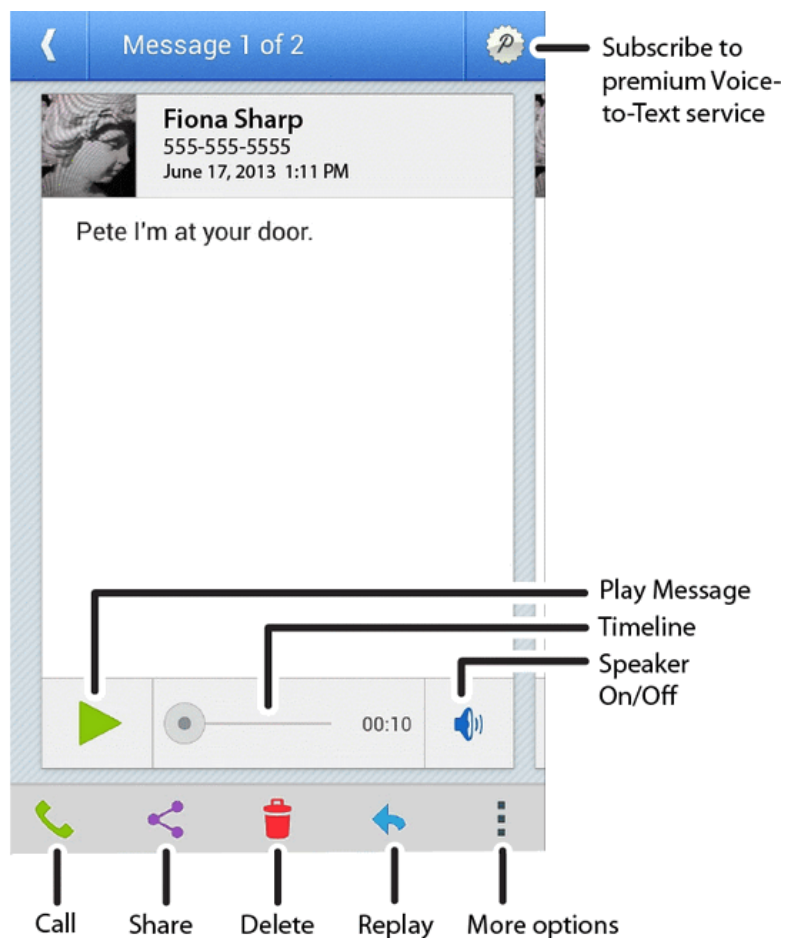 Message 1 of 2
P
Subscribe to
premium Voice-
to-Text service
Fiona Sharp
555-555-5555
June 17, 2013 1:11 PM
Pete I'm at your door.
Play Message
Timeline
Speaker
On/Off
00:10
Call Share Delete Replay More options